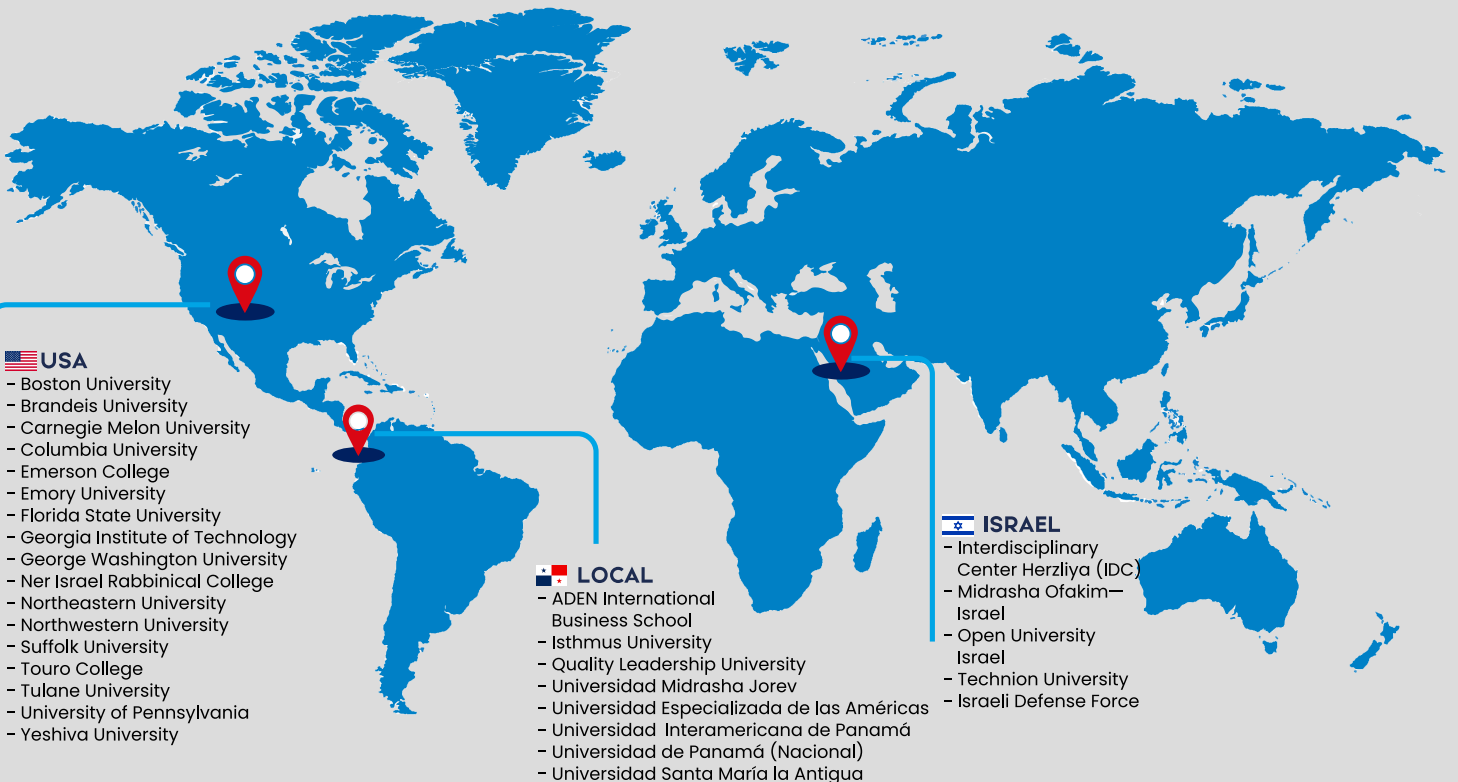 USA
- Boston University
- Brandeis University
- Carnegie Melon University
- Columbia University
- Emerson College
- Emory University
- Florida State University
- Georgia Institute of Technology
- George Washington University
- Ner Israel Rabbinical College
- Northeastern University
- Northwestern University
- Suffolk University
- Touro College
- Tulane University
- University of Pennsylvania
- Yeshiva University
LOCAL
- ADEN International
Business School
- Isthmus University
- Quality Leadership University
- Universidad Midrasha Jorev
- Universidad Especializada de las Américas
- Universidad Interamericana de Panamá
- Universidad de Panamá (Nacional)
- Universidad Santa María la Antigua
ISRAEL
- Interdisciplinary
Center Herzliya (IDC)
- Midrasha Ofakim—
Israel
- Open University
Israel
- Technion University
- Israeli Defense Force